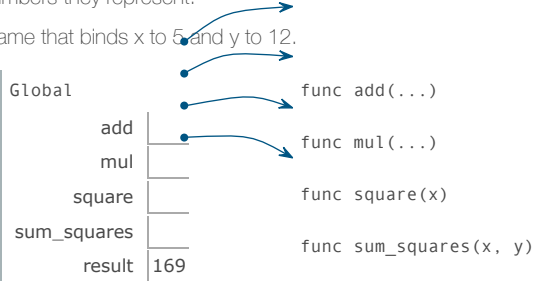 they represent.
ame that binds x to 5 and y to 12.
Global
func add(...)
add
func mul(...)
mul
square
func square(x)
sum_squares
func sum_squares(x, y)
result 169